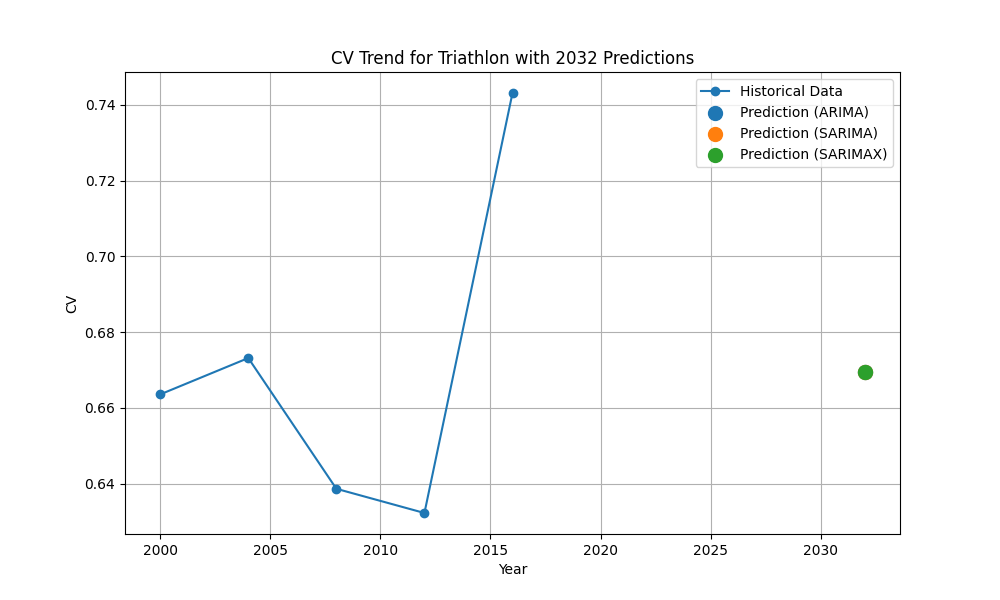 CV Trend for Triathlon with 2032 Predictions
Historical Data
Prediction (ARIMA)
Prediction (SARIMA)
Prediction (SARIMAX)
0.74
0.72
0.70
0.68
0.66
0.64
CV
2000 2005 2010 2015 2020 2025 2030
Year